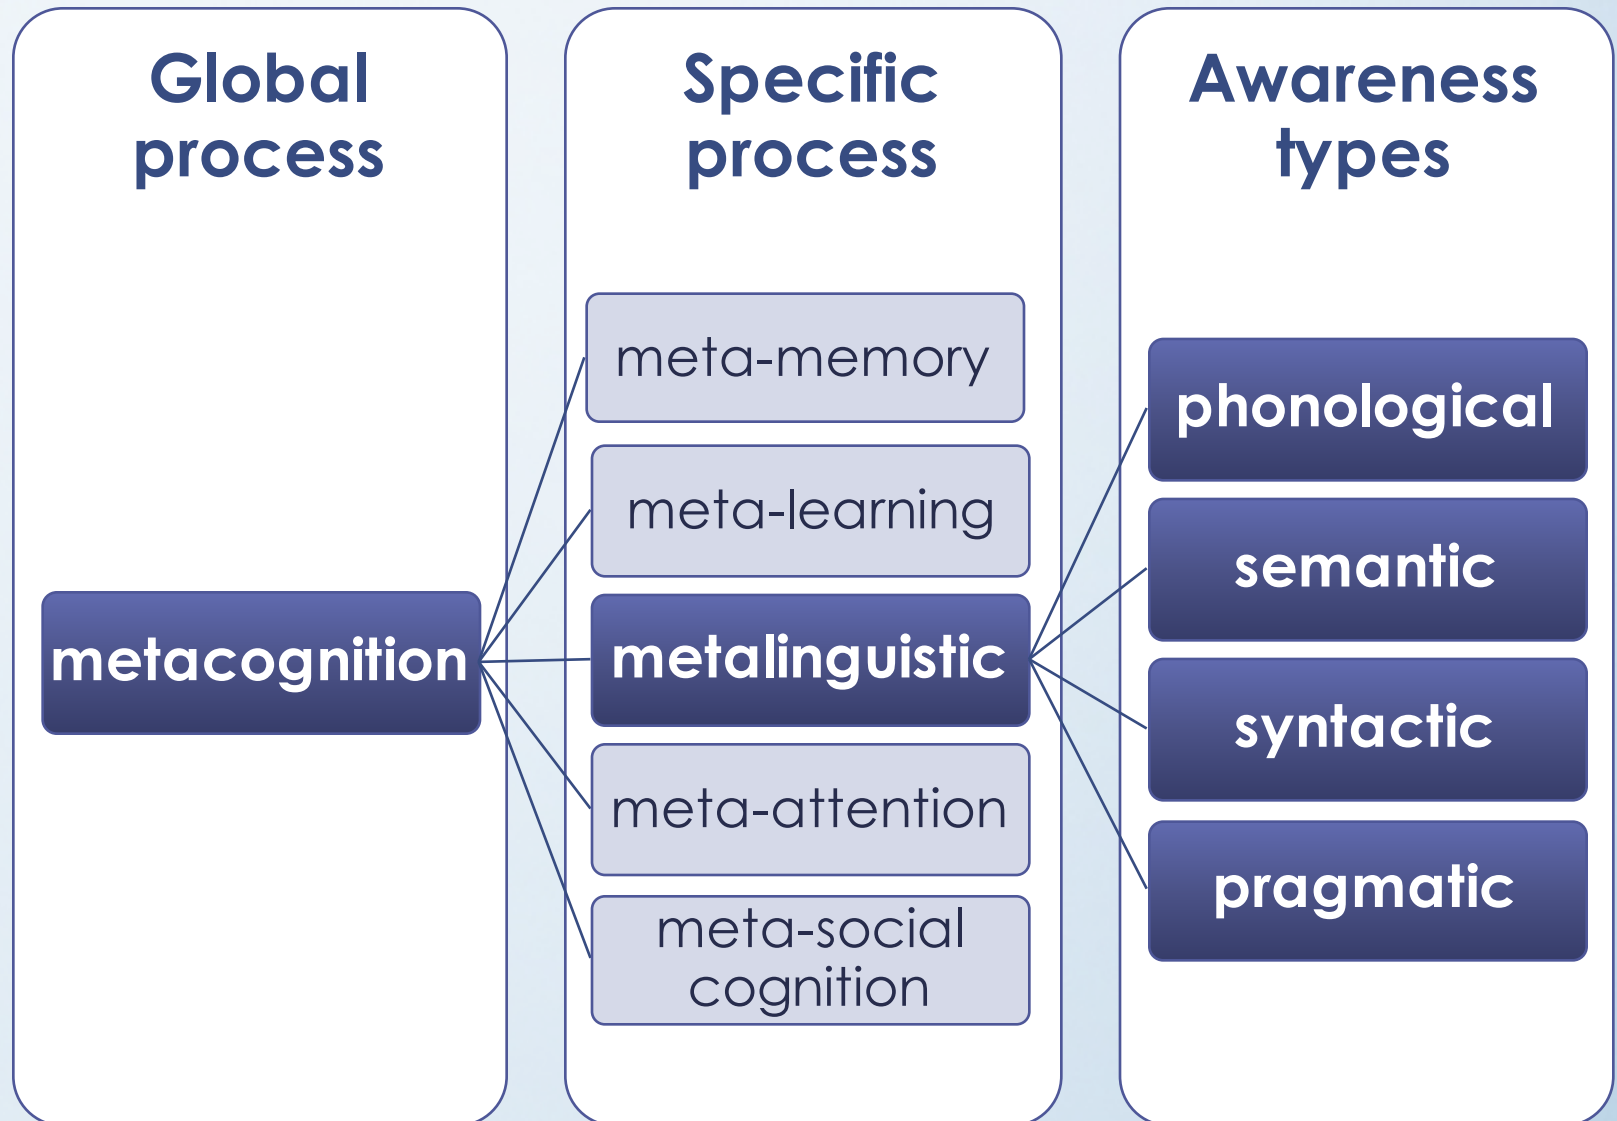 Global
process
Specific
process
Awareness
types
metacognition
meta-memory
meta-learning
metalinguistic
meta-attention
meta-social
cognition
phonological
semantic
syntactic
pragmatic